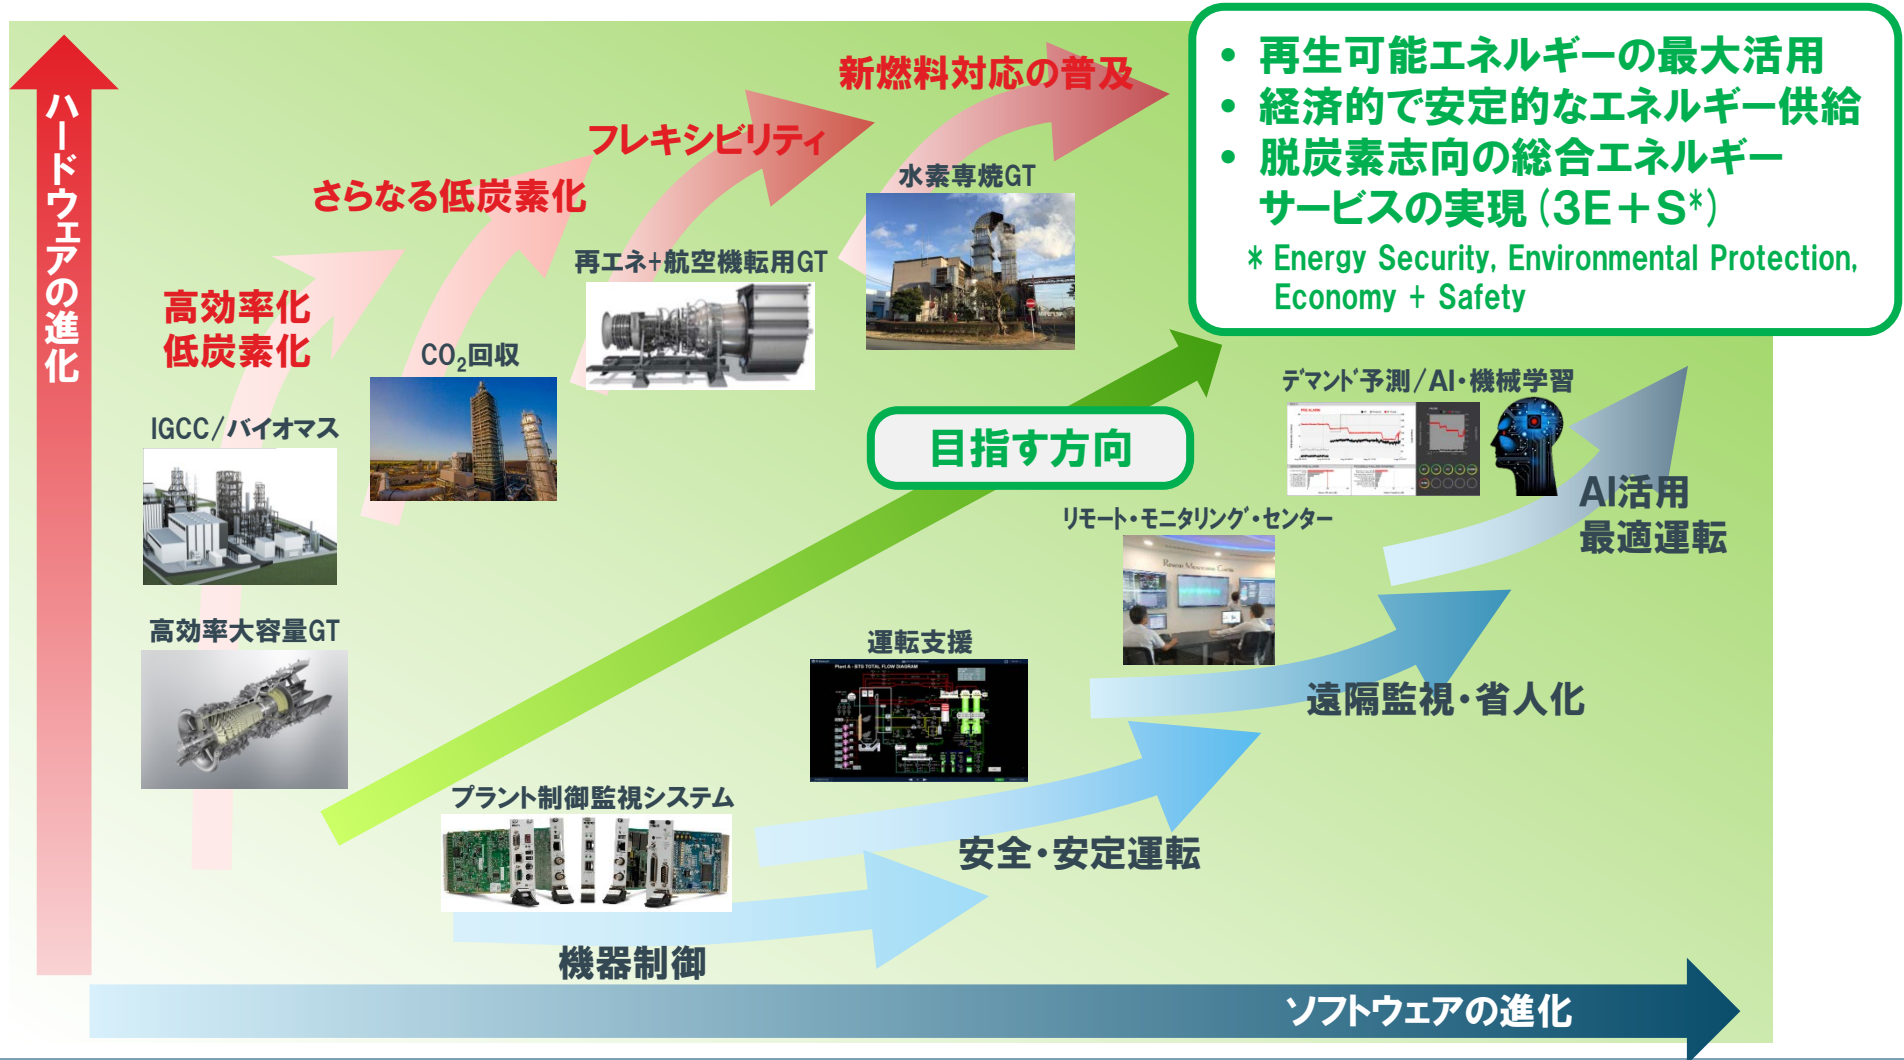 ハードウェアの進化
新燃料対応の普及
フレキシビリティ
さらなる低炭素化
高効率化
低炭素化
水素専焼GT
再エネ+航空機転用GT
CO₂回収
IGCC/バイオマス
高効率大容量GT
• 再生可能エネルギーの最大活用
• 経済的で安定的なエネルギー供給
• 脱炭素志向の総合エネルギー
サービスの実現(3E+S*)
* Energy Security, Environmental Protection,
Economy + Safety
目指す方向
デマンド予測/AI・機械学習
AI活用
最適運転
リモート・モニタリング・センター
REMOTE MONITORING CENTER
遠隔監視・省人化
運転支援
Plant A - BTG TOTAL FLOW DIAGRAM
安全・安定運転
プラント制御監視システム
機器制御
ソフトウェアの進化